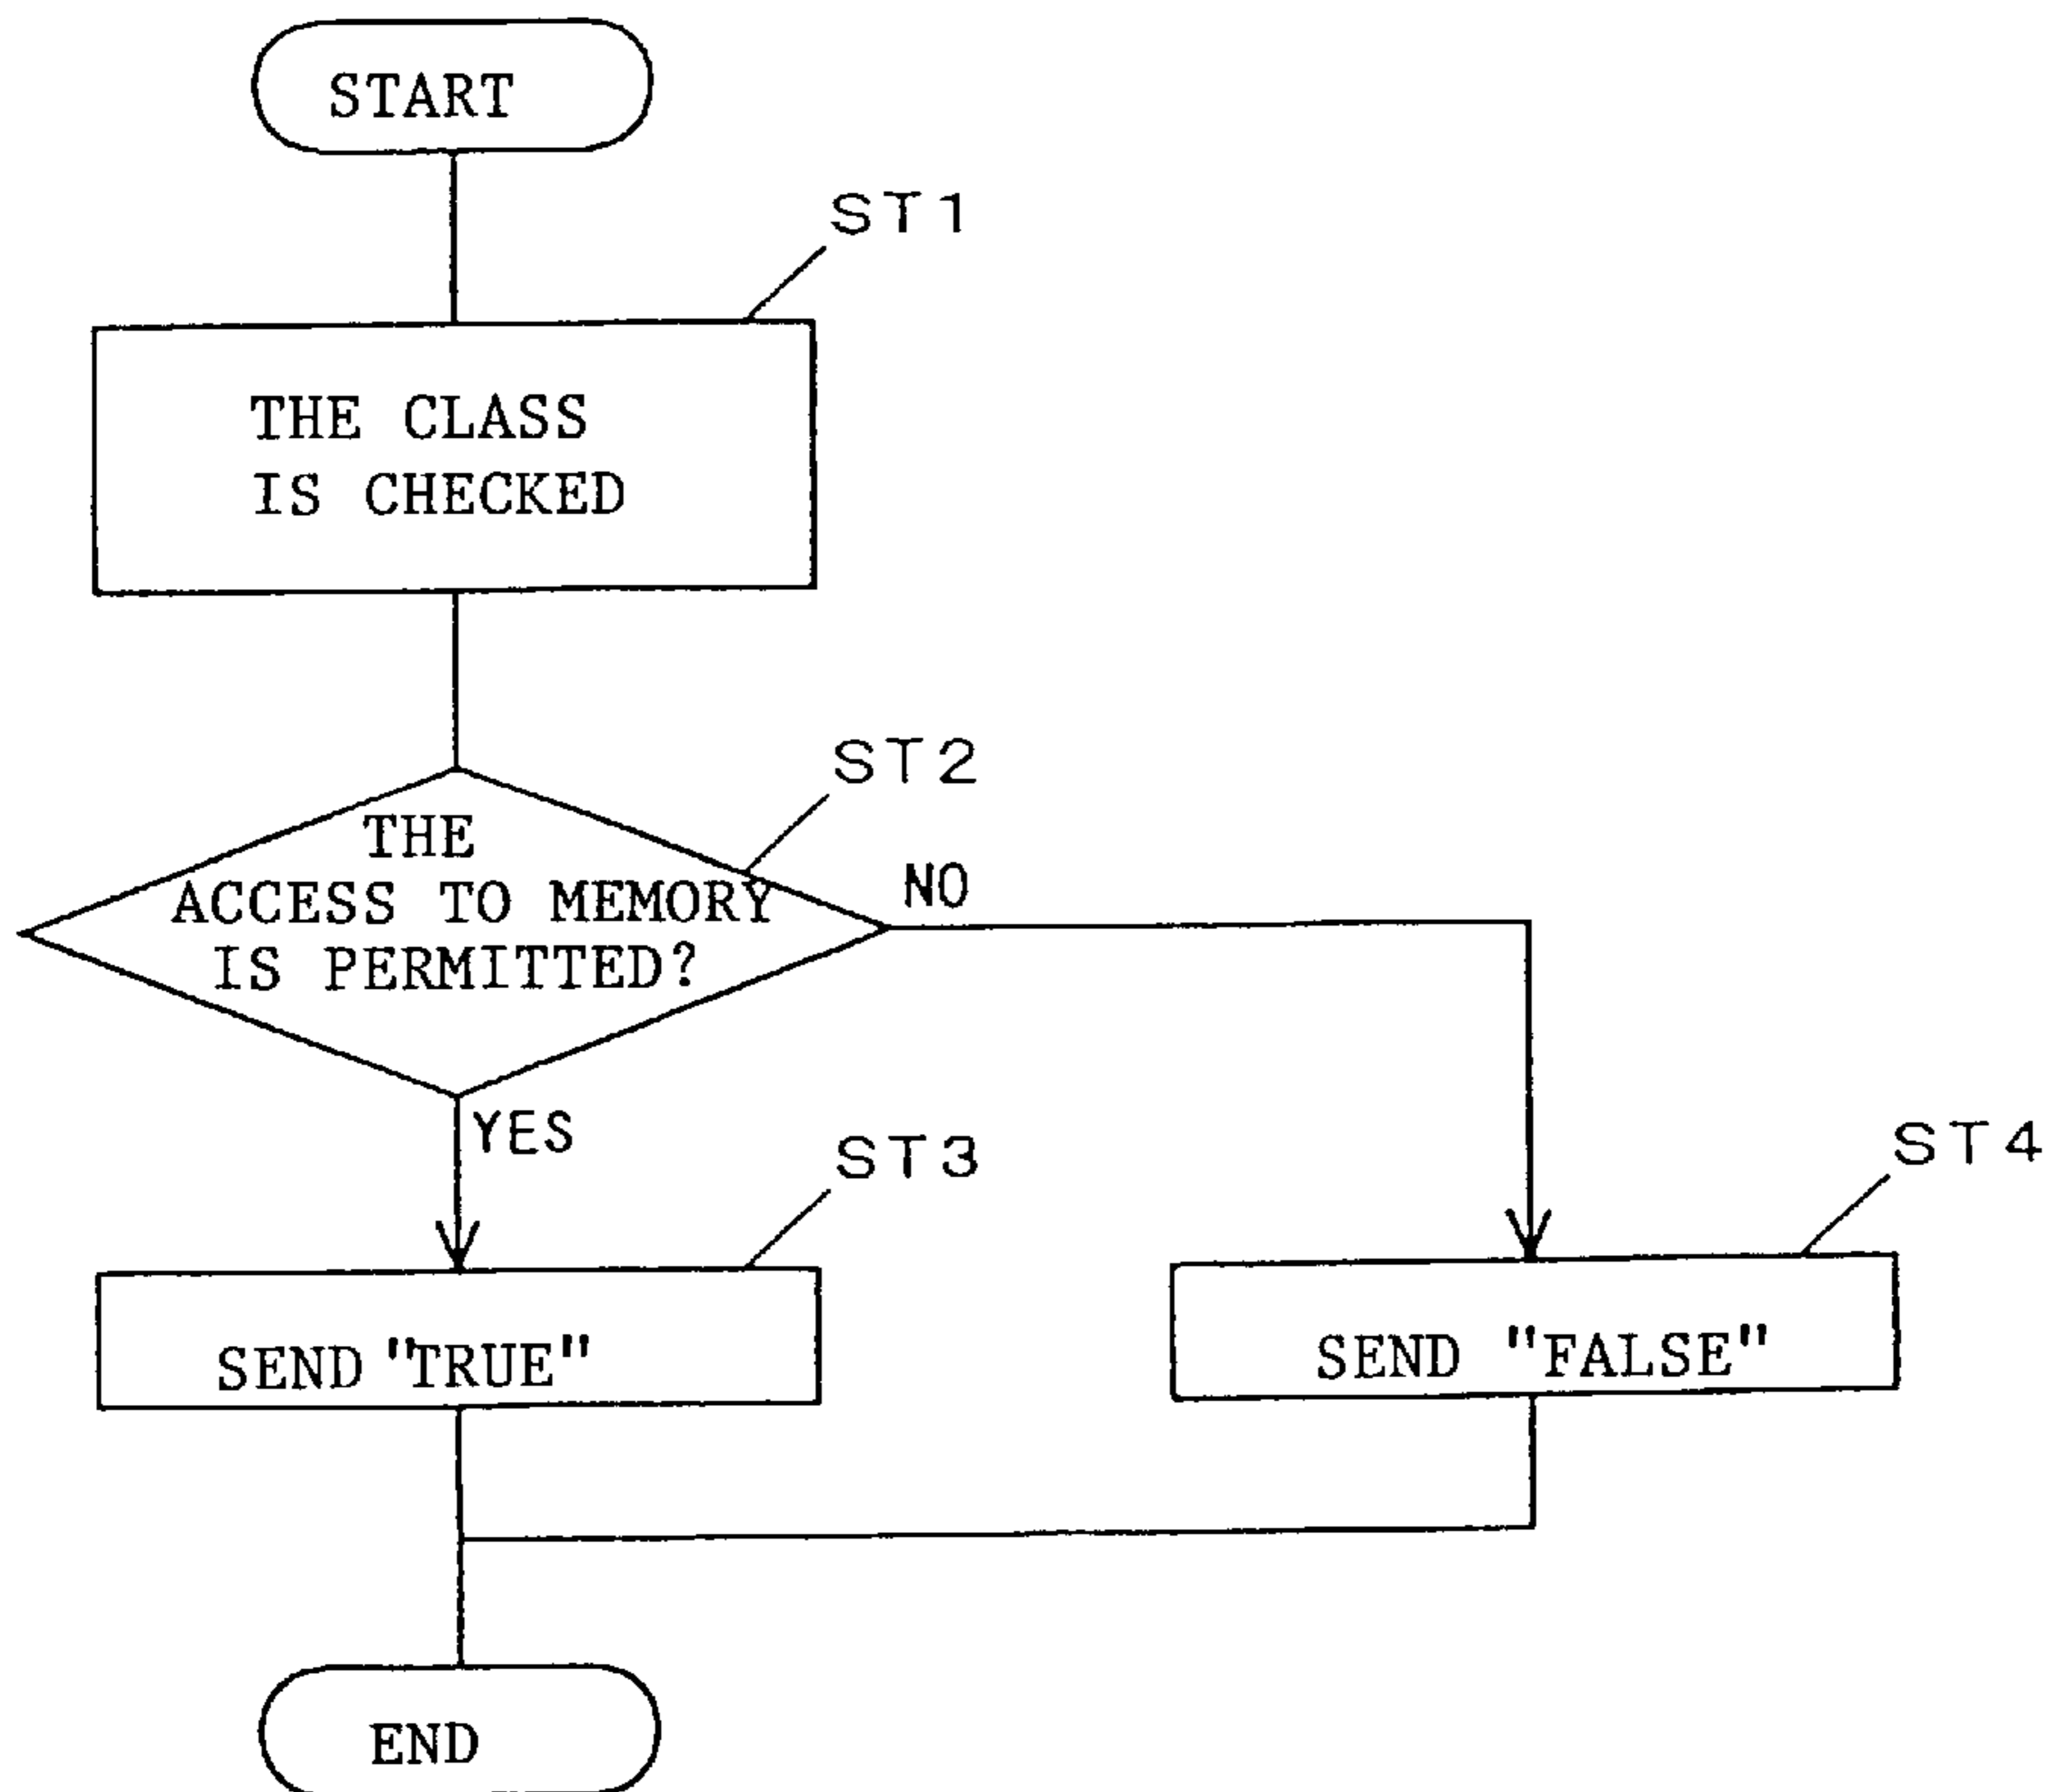 START
ST1
THE CLASS
IS CHECKED
ST2
THE
ACCESS TO MEMORY
IS PERMITTED?
NO
YES
ST3
ST4
SEND "TRUE"
SEND "FALSE"
END